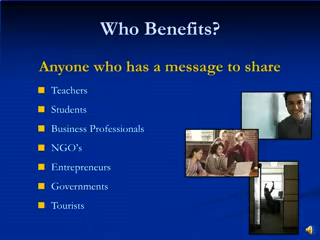 Who Benefits?
Anyone who has a message to share
Teachers
Students
Business Professionals
NGO's
Entrepreneurs
Governments
Tourists